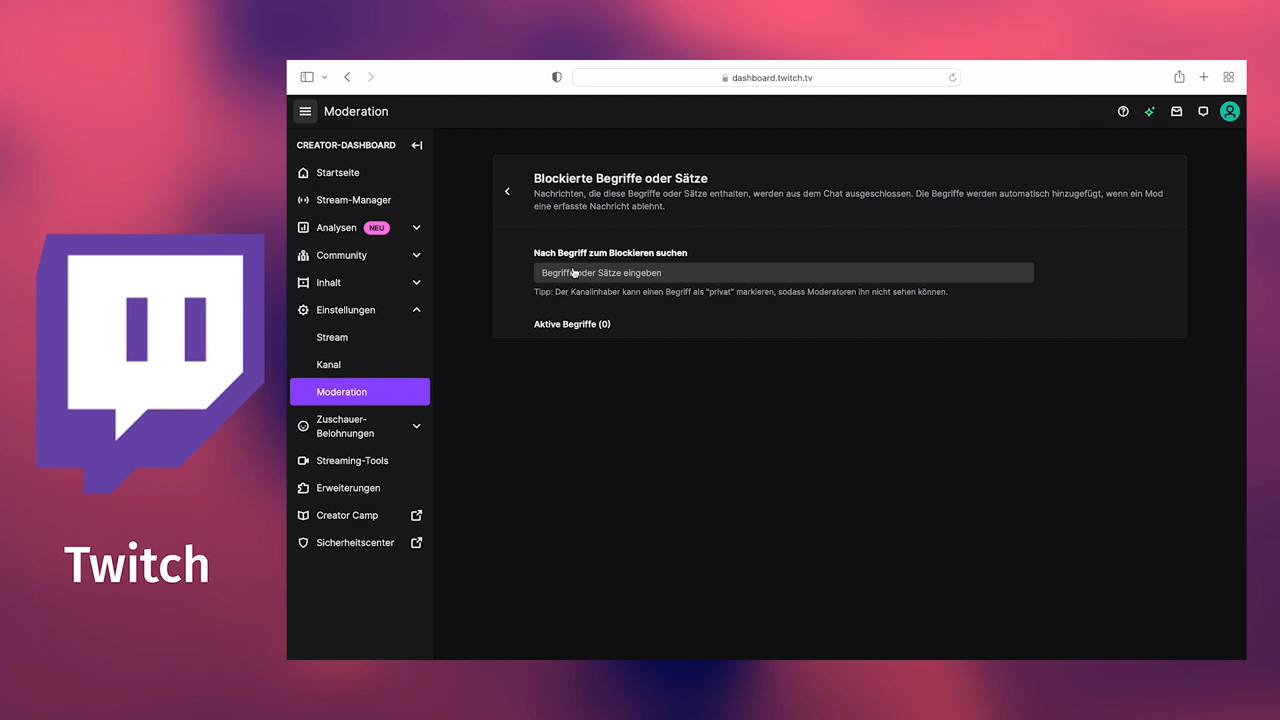 dashboard.twitch.tv
Moderation
CREATOR-DASHBOARD
Startseite
Stream-Manager
Analysen NEU
Community
Inhalt
Einstellungen
Stream
Kanal
Moderation
Zuschauer-
Belohnungen
Streaming-Tools
Erweiterungen
Creator Camp
Sicherheitscenter
Blockierte Begriffe oder Sätze
Nachrichten, die diese Begriffe oder Sätze enthalten, werden aus dem Chat ausgeschlossen. Die Begriffe werden automatisch hinzugefügt, wenn ein Mod
eine erfasste Nachricht ablehnt.
Nach Begriff zum Blockieren suchen
Begriffe oder Sätze eingeben
Tipp: Der Kanalinhaber kann einen Begriff als "privat" markieren, sodass Moderatoren ihn nicht sehen können.
Aktive Begriffe (0)
Twitch